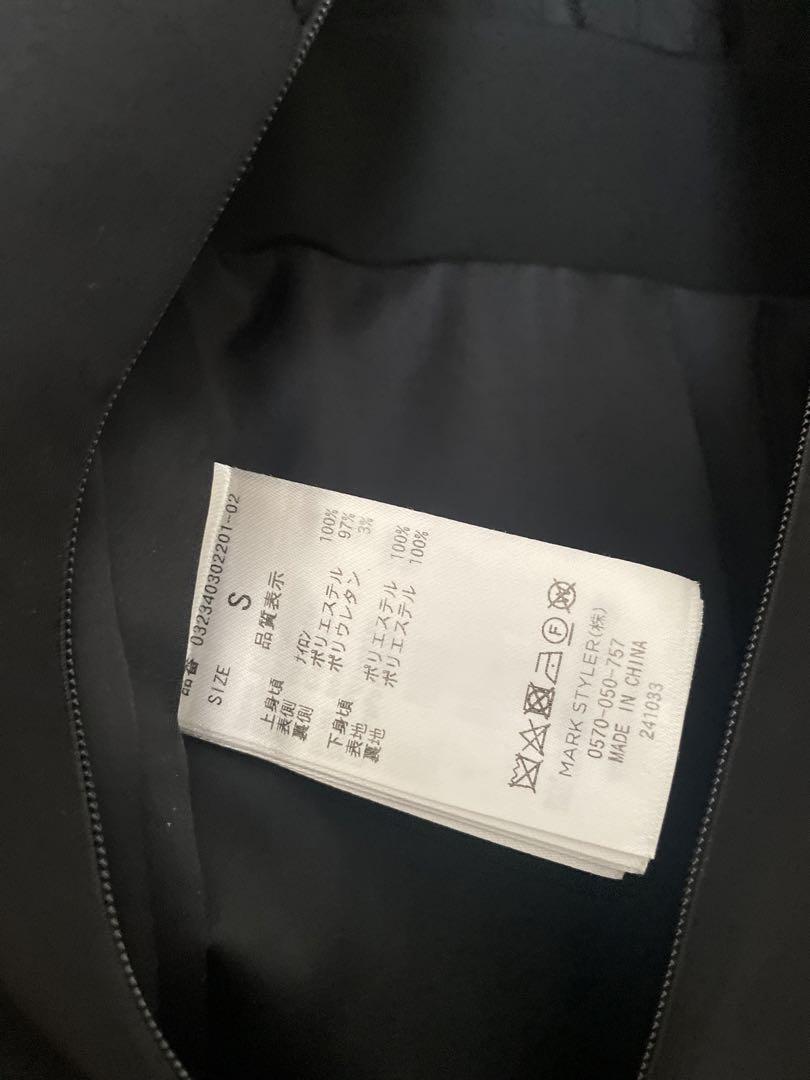 品番 032340302201-02
SIZE S
品質表示
上身頃
表側 ナイロン 100%
裏側 ポリエステル 97%
ポリウレタン 3%
下身頃
表地 ポリエステル 100%
裏地 ポリエステル 100%
F
MARK STYLER(株)
0570-050-757
MADE IN CHINA
241033